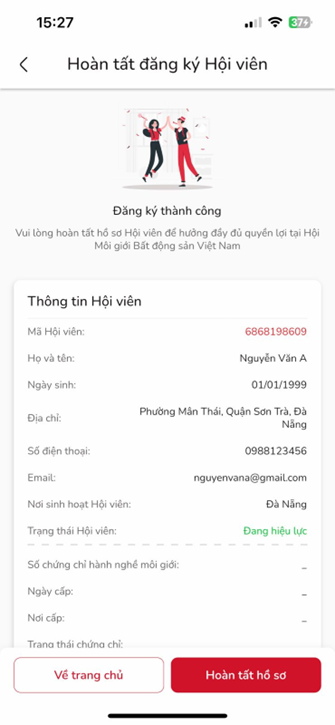 15:27
37
Hoàn tất đăng ký Hội viên
Đăng ký thành công
Vui lòng hoàn tất hồ sơ Hội viên để hưởng đầy đủ quyền lợi tại Hội
Môi giới Bất động sản Việt Nam
Thông tin Hội viên
Mã Hội viên: 6868198609
Họ và tên: Nguyễn Văn A
Ngày sinh: 01/01/1999
Địa chỉ: Phường Mân Thái, Quận Sơn Trà, Đà
Nẵng
Số điện thoại: 0988123456
Email: nguyenvana@gmail.com
Nơi sinh hoạt Hội viên: Đà Nẵng
Trạng thái Hội viên: Đang hiệu lực
Số chứng chỉ hành nghề môi giới: _
Ngày cấp: _
Nơi cấp: _
Trạng thái chứng chỉ:
Về trang chủ
Hoàn tất hồ sơ